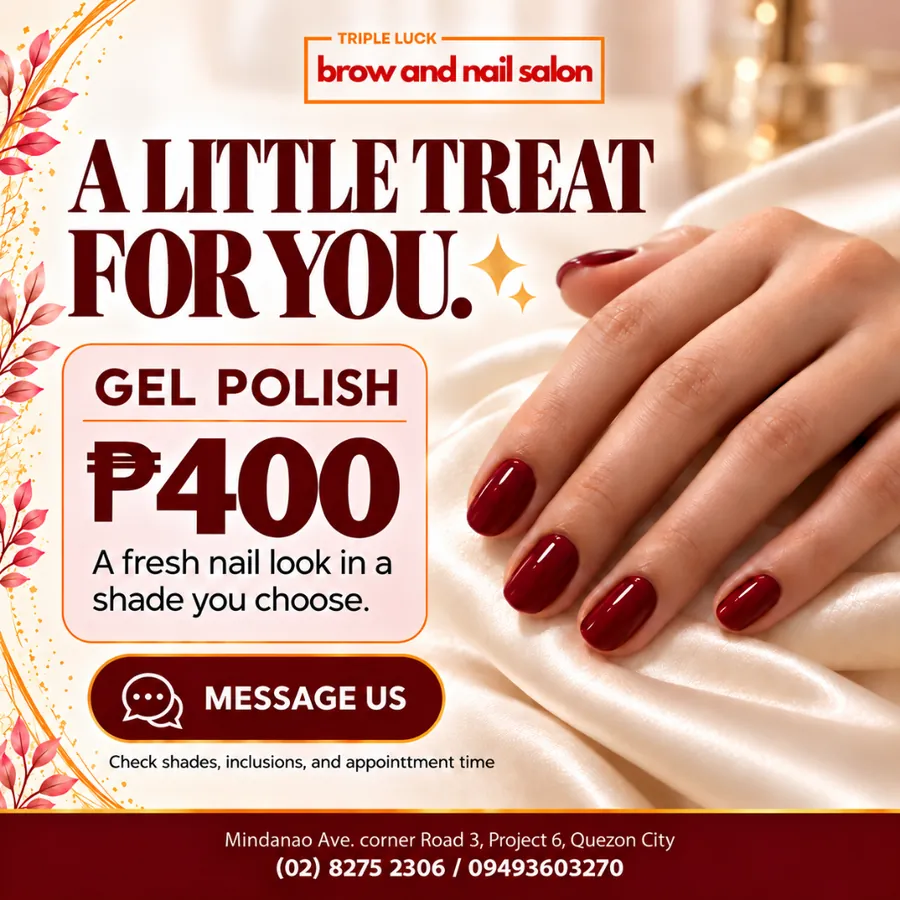 TRIPLE LUCK
brow and nail salon
A LITTLE TREAT
FOR YOU.
GEL POLISH
₱400
A fresh nail look in a
shade you choose.
MESSAGE US
Check shades, inclusions, and appointtment time
Mindanao Ave. corner Road 3, Project 6, Quezon City
(02) 8275 2306 / 09493603270